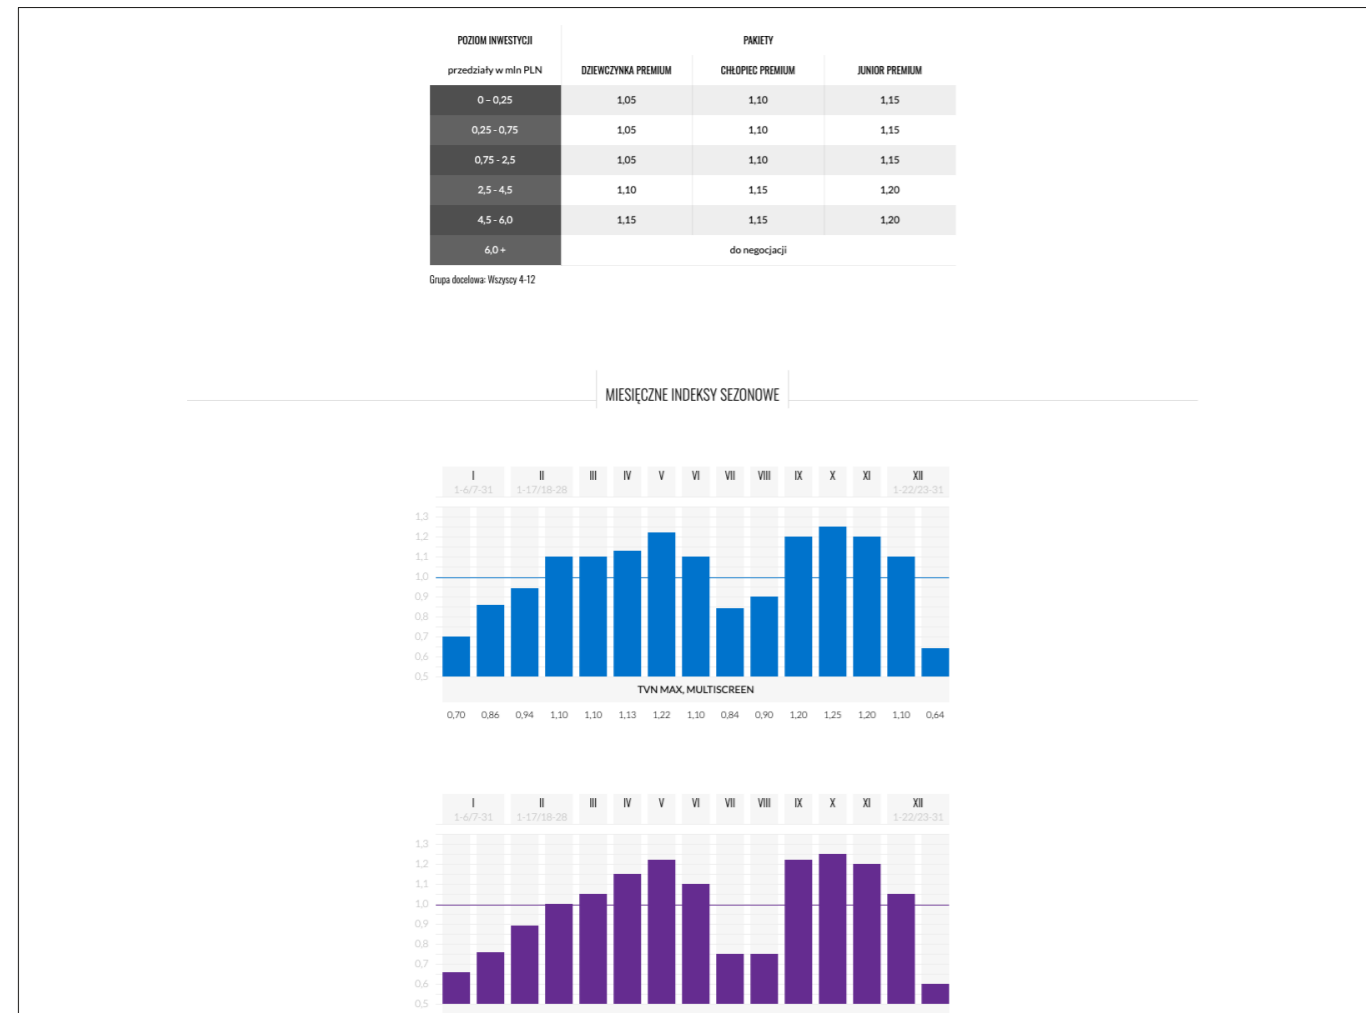 POZIOM INWESTYCJI PAKIETY
przedziały w mln PLN DZIEWCZYNKA PREMIUM CHŁOPIEC PREMIUM JUNIOR PREMIUM
0 – 0,25 1,05 1,10 1,15
0,25 - 0,75 1,05 1,10 1,15
0,75 - 2,5 1,05 1,10 1,15
2,5 - 4,5 1,10 1,15 1,20
4,5 - 6,0 1,15 1,15 1,20
6,0 + do negocjacji
Grupa docelowa: Wszyscy 4-12
MIESIĘCZNE INDEKSY SEZONOWE
I II III IV V VI VII VIII IX X XI XII
1-6/7-31 1-17/18-28 1-22/23-31
1,3
1,2
1,1
1,0
0,9
0,8
0,7
0,6
0,5
TVN MAX, MULTISCREEN
0,70 0,86 0,94 1,10 1,10 1,13 1,22 1,10 0,84 0,90 1,20 1,25 1,20 1,10 0,64
I II III IV V VI VII VIII IX X XI XII
1-6/7-31 1-17/18-28 1-22/23-31
1,3
1,2
1,1
1,0
0,9
0,8
0,7
0,6
0,5